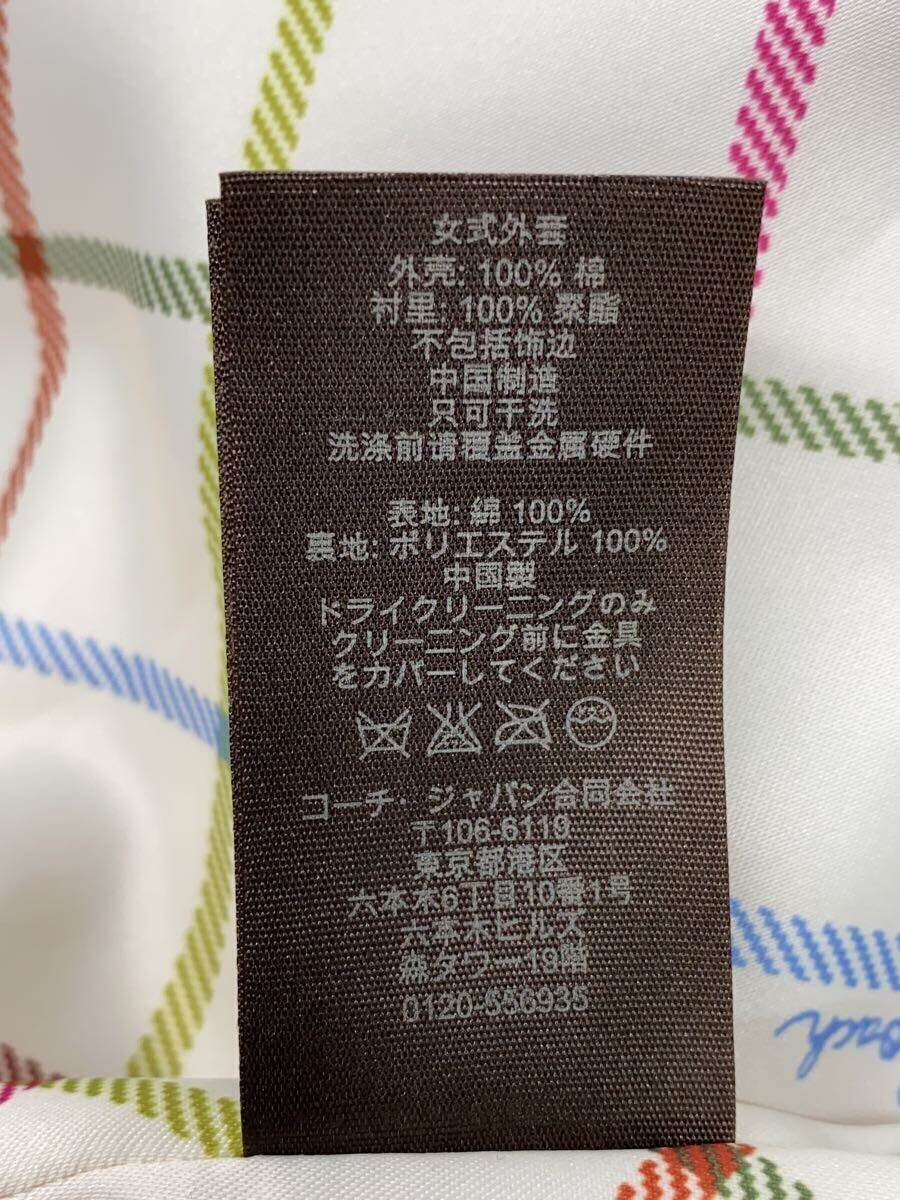 女式外套
外壳: 100% 棉
衬里: 100% 聚酯
不包括饰边
中国制造
只可干洗
洗涤前请覆盖金属硬件
表地: 綿 100%
裏地: ポリエステル 100%
中国製
ドライクリーニングのみ
クリーニング前に金具
をカバーしてください
コーチ・ジャパン合同会社
〒106-6119
東京都港区
六本木6丁目10番1号
六本木ヒルズ
森タワー19階
0120-556936